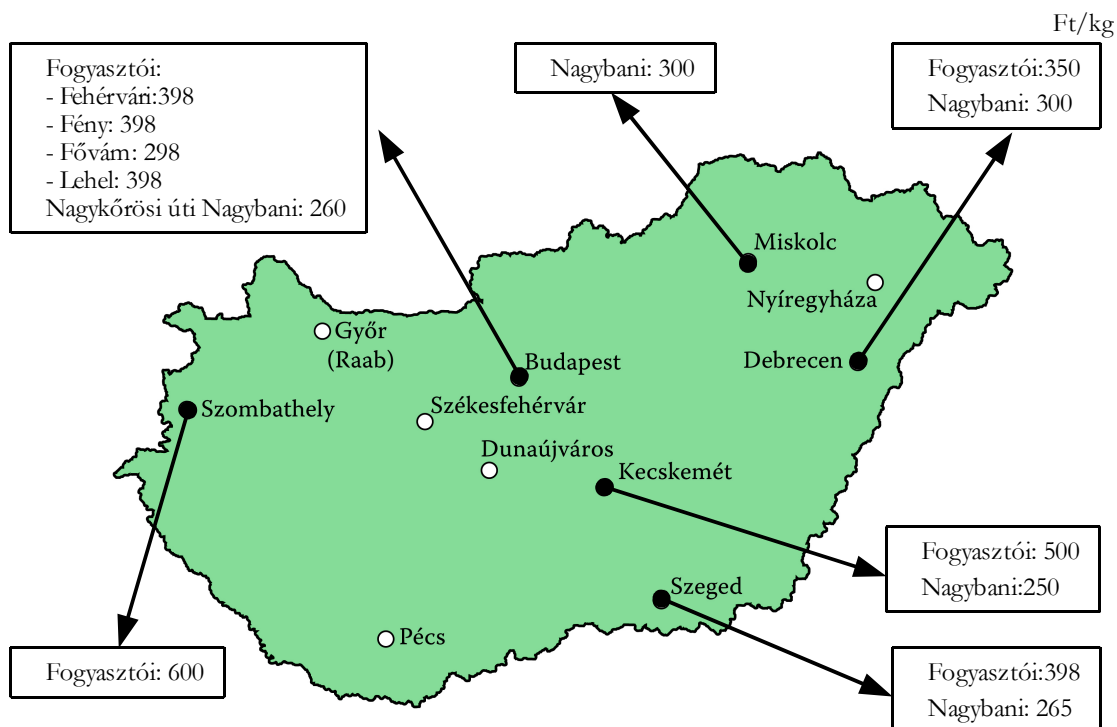 Ft/kg
Fogyasztói:
- Fehérvári:398
- Fény: 398
- Fővám: 298
- Lehel: 398
Nagykőrösi úti Nagybani: 260
Nagybani: 300
Fogyasztói:350
Nagybani: 300
Miskolc
Nyíregyháza
Győr
(Raab)
Budapest
Debrecen
Szombathely
Székesfehérvár
Dunaújváros
Kecskemét
Fogyasztói: 500
Nagybani:250
Szeged
Pécs
Fogyasztói: 600
Fogyasztói:398
Nagybani: 265